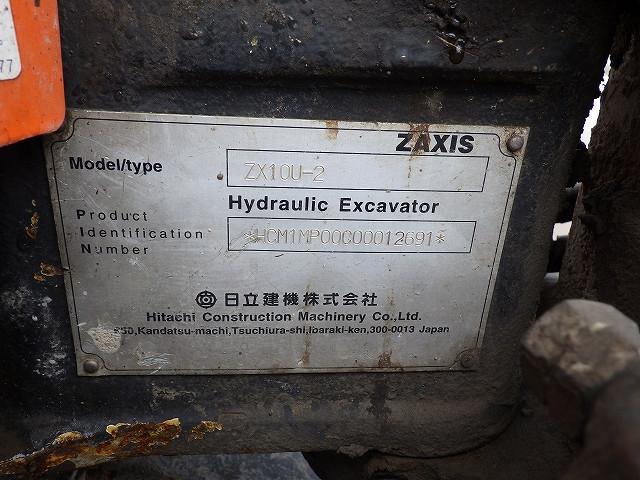 77
ZAXIS
Model/type ZX10U-2
Hydraulic Excavator
Product
Identification
Number *HCM1MP00C00012691*
日立建機株式会社
Hitachi Construction Machinery Co.,Ltd.
650,Kandatsu-machi,Tsuchiura-shi,Ibaraki-ken,300-0013 Japan